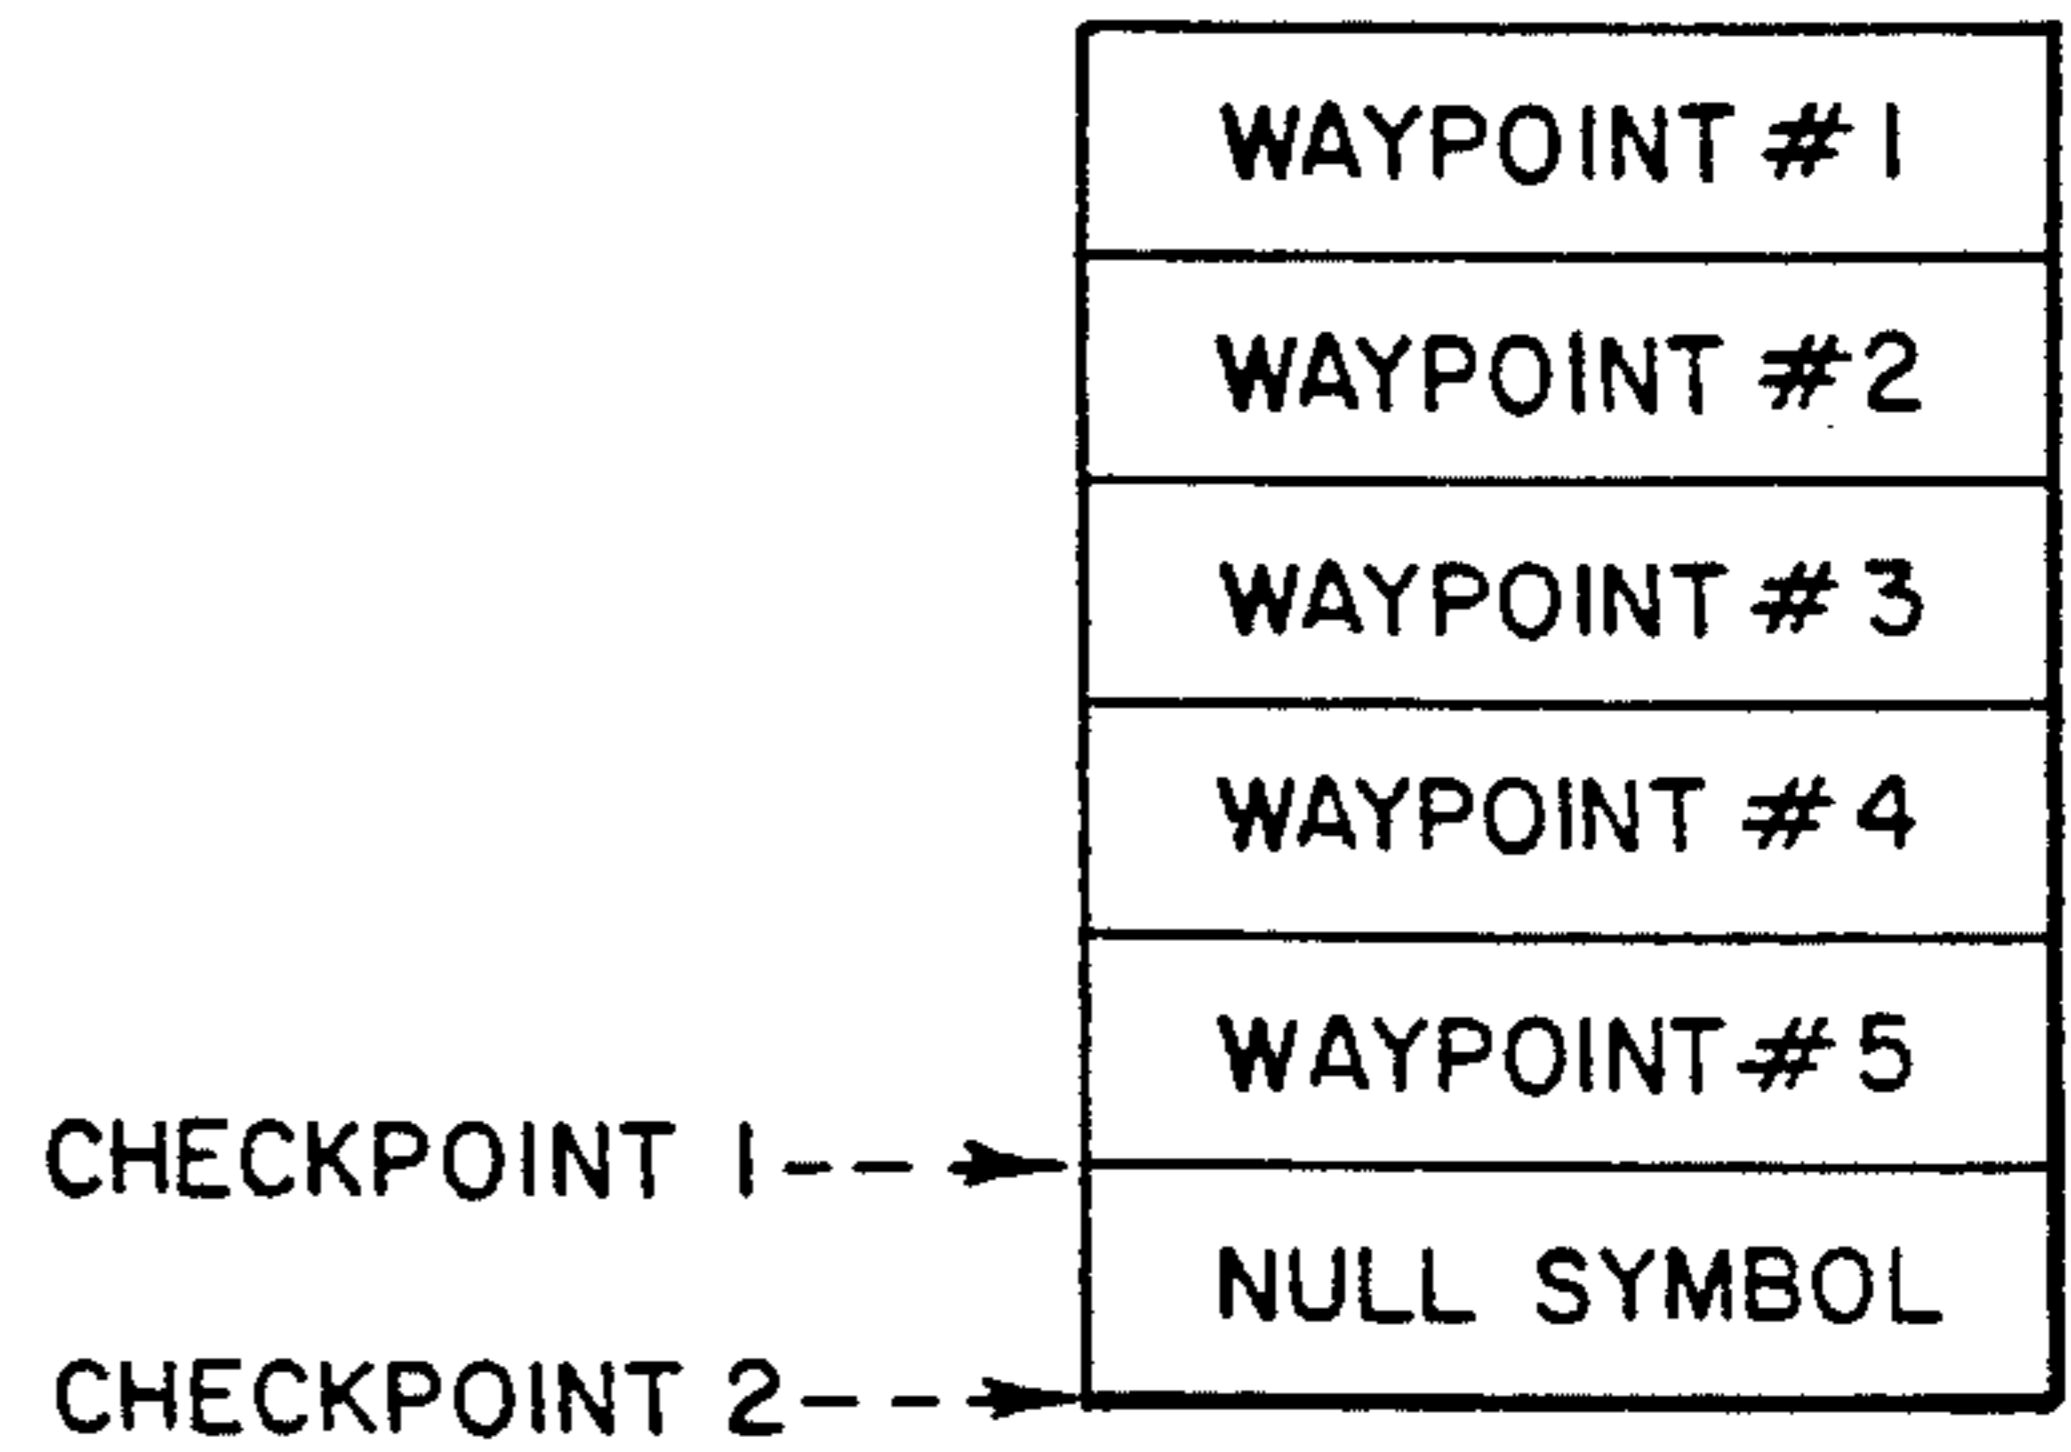 WAYPOINT #1
WAYPOINT #2
WAYPOINT #3
WAYPOINT #4
WAYPOINT #5
CHECKPOINT 1
NULL SYMBOL
CHECKPOINT 2